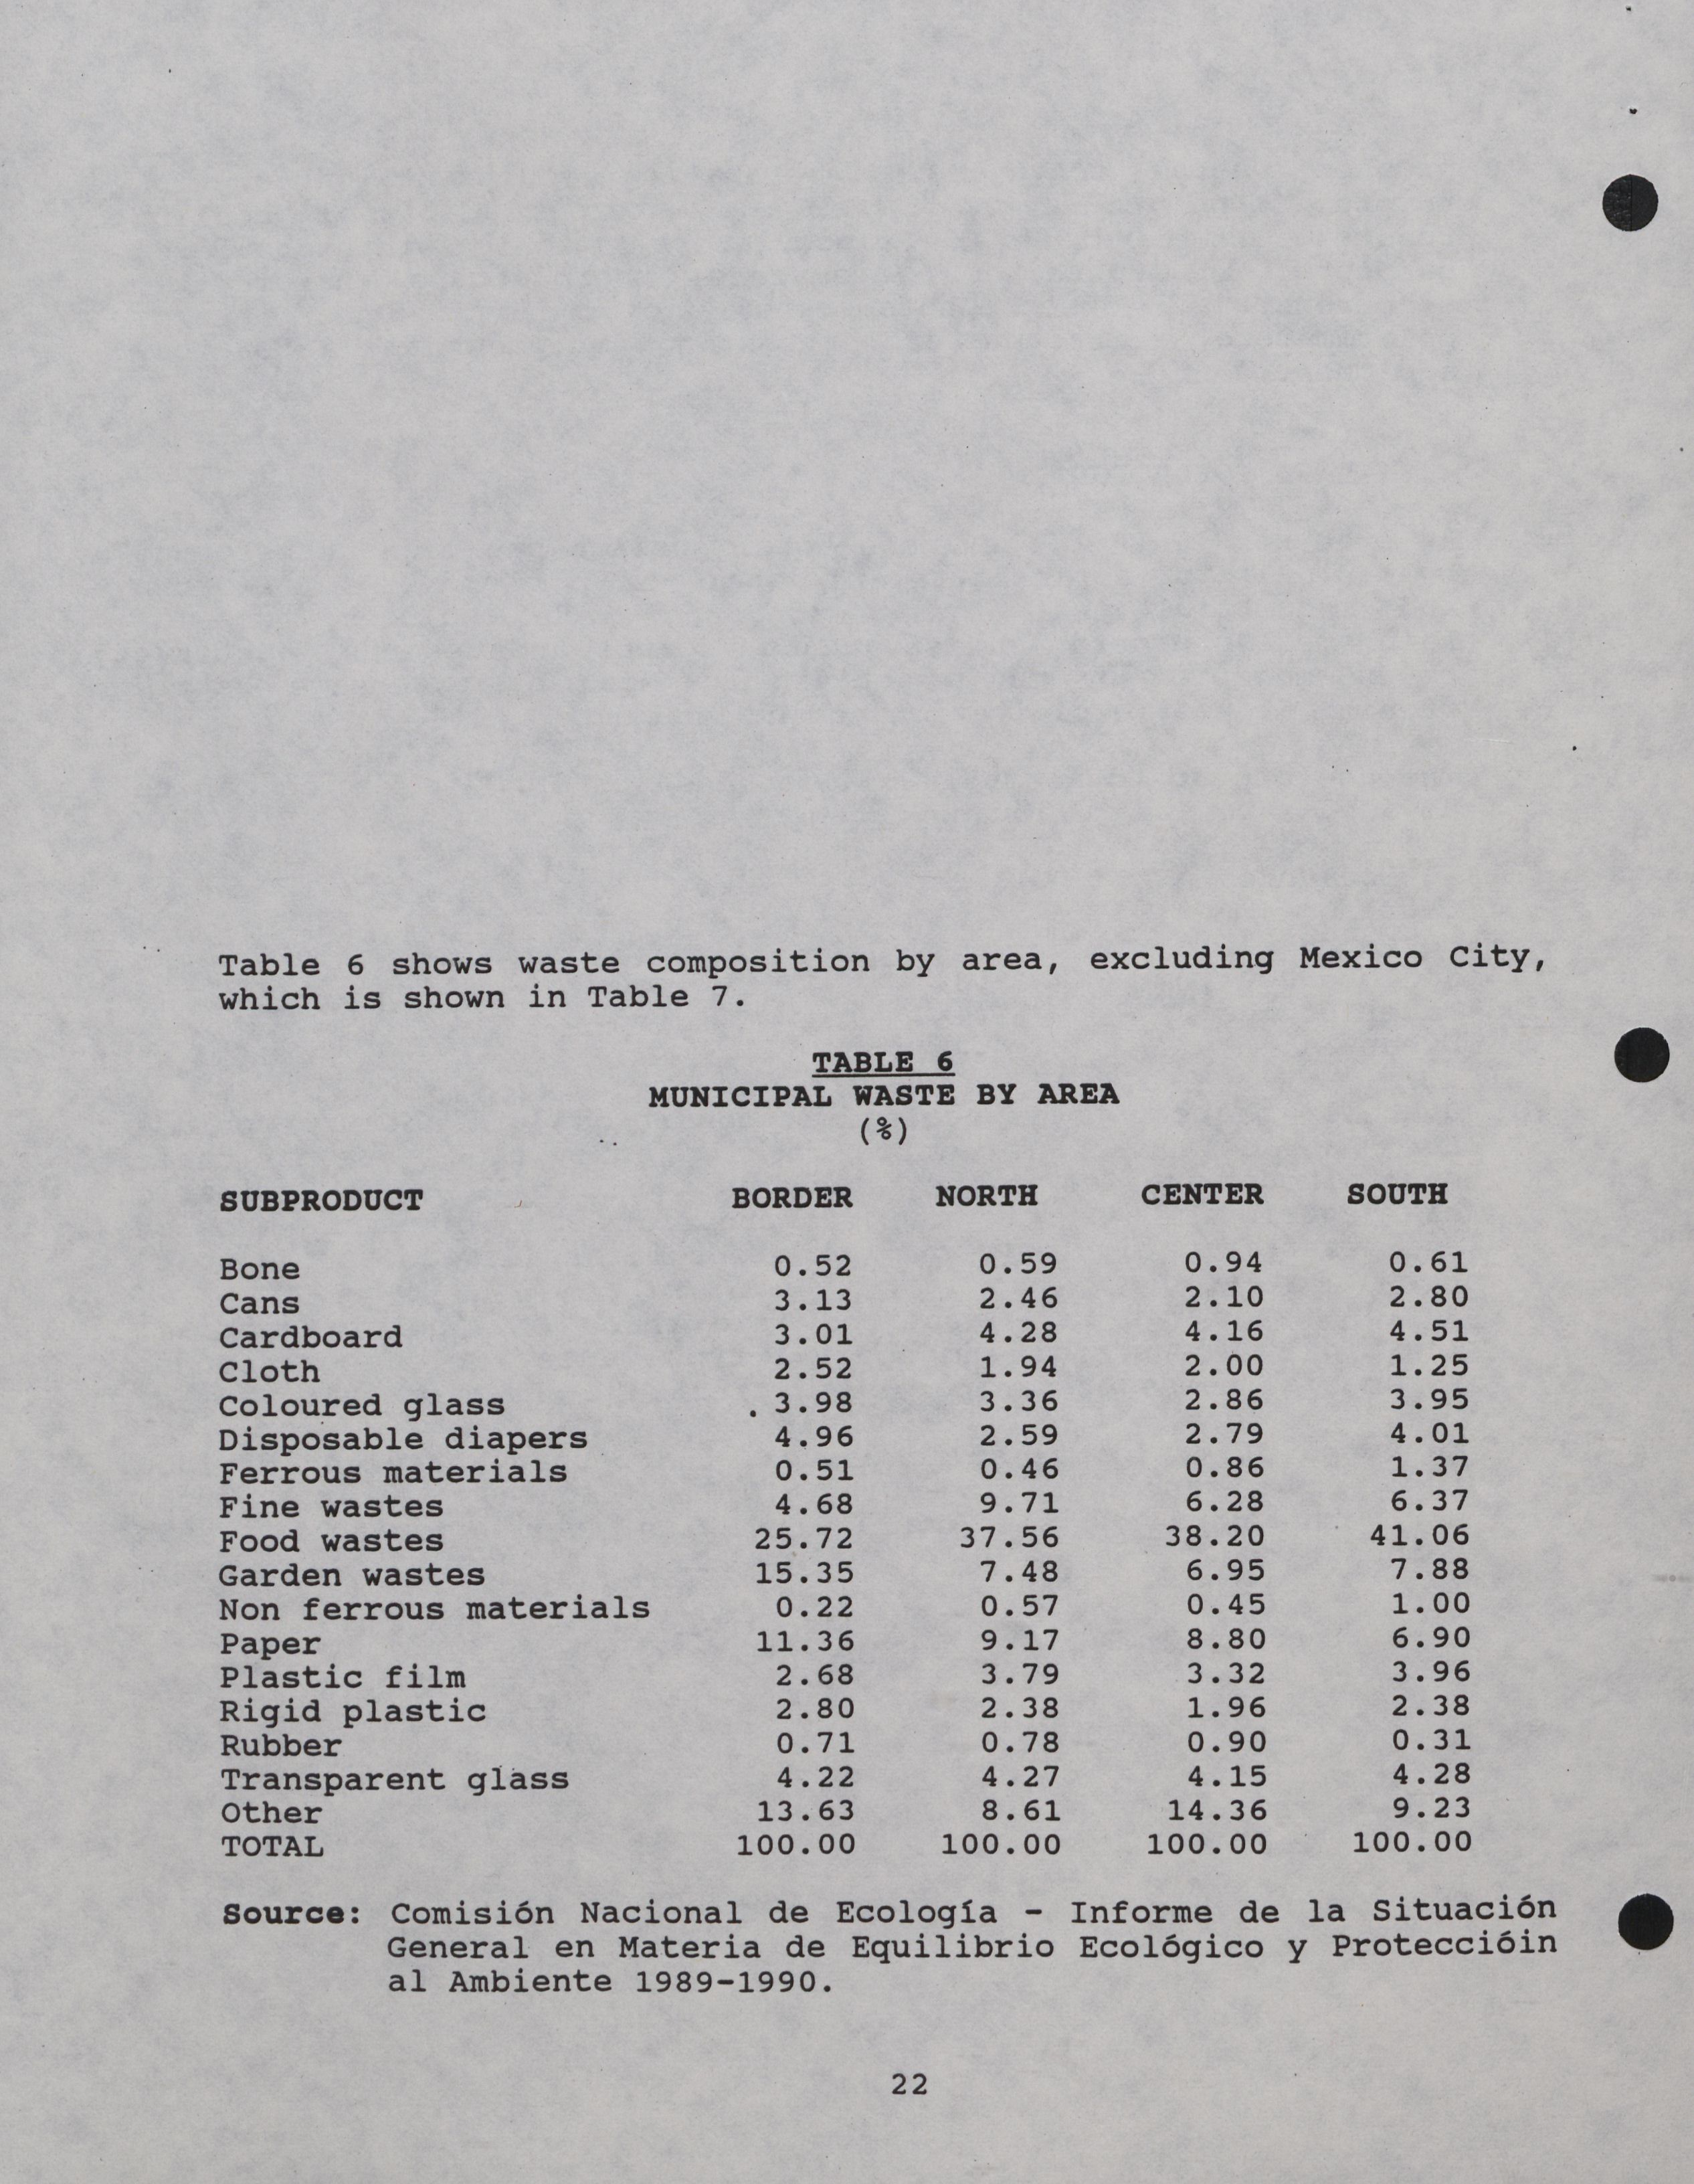 Table 6 shows waste composition by area, excluding Mexico City,
which is shown in Table 7.
TABLE 6
MUNICIPAL WASTE BY AREA
(%)
SUBPRODUCT BORDER NORTH CENTER SOUTH
Bone 0.52 0.59 0.94 0.61
Cans 3.13 2.46 2.10 2.80
Cardboard 3.01 4.28 4.16 4.51
Cloth 2.52 1.94 2.00 1.25
Coloured glass 3.98 3.36 2.86 3.95
Disposable diapers 4.96 2.59 2.79 4.01
Ferrous materials 0.51 0.46 0.86 1.37
Fine wastes 4.68 9.71 6.28 6.37
Food wastes 25.72 37.56 38.20 41.06
Garden wastes 15.35 7.48 6.95 7.88
Non ferrous materials 0.22 0.57 0.45 1.00
Paper 11.36 9.17 8.80 6.90
Plastic film 2.68 3.79 3.32 3.96
Rigid plastic 2.80 2.38 1.96 2.38
Rubber 0.71 0.78 0.90 0.31
Transparent glass 4.22 4.27 4.15 4.28
Other 13.63 8.61 14.36 9.23
TOTAL 100.00 100.00 100.00 100.00
Source: Comisión Nacional de Ecología - Informe de la Situación
General en Materia de Equilibrio Ecológico y Proteccióin
al Ambiente 1989-1990.
22